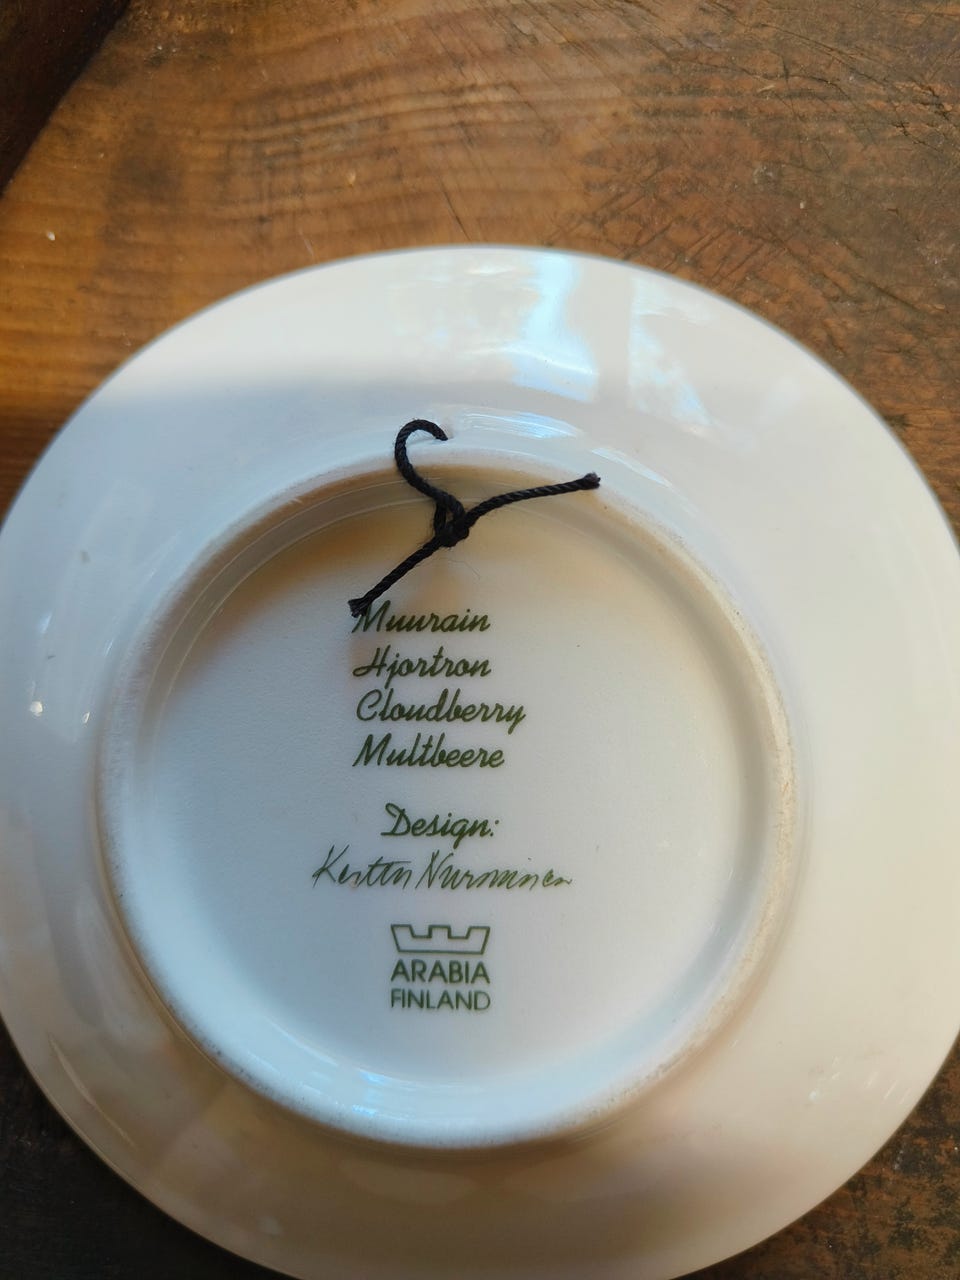 Muurain
Hjortron
Cloudberry
Multbeere
Design:
Kerttu Nurminen
ARABIA
FINLAND